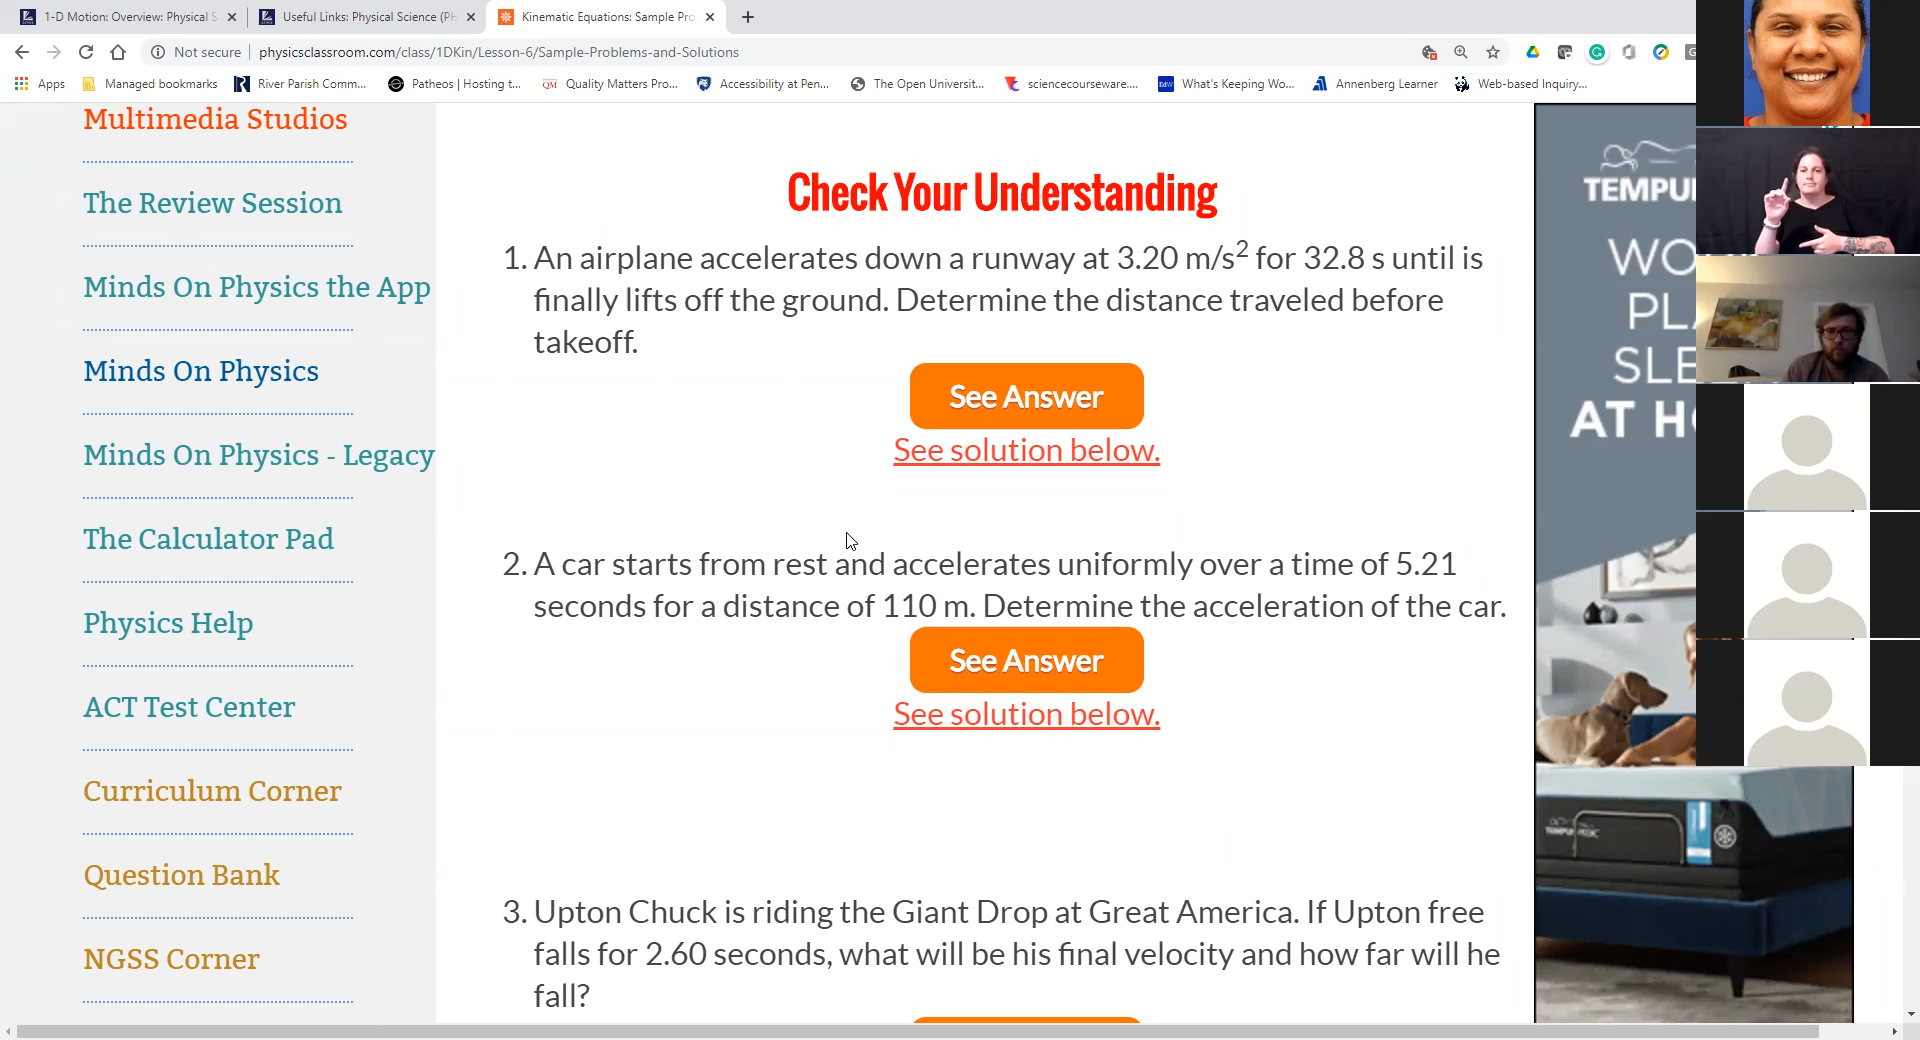 1-D Motion: Overview: Physical S
Useful Links: Physical Science (PH
Kinematic Equations: Sample Pro
Not secure
physicsclassroom.com/class/1DKin/Lesson-6/Sample-Problems-and-Solutions
Apps
Managed bookmarks
River Parish Comm...
Patheos | Hosting t...
QM
Quality Matters Pro...
Accessibility at Pen...
The Open Universit...
sciencecourseware....
EdW
What's Keeping Wo...
Annenberg Learner
Web-based Inquiry...
Multimedia Studios
The Review Session
Minds On Physics the App
Minds On Physics
Minds On Physics - Legacy
The Calculator Pad
Physics Help
ACT Test Center
Curriculum Corner
Question Bank
NGSS Corner
Check Your Understanding
1. An airplane accelerates down a runway at 3.20 m/s² for 32.8 s until is
finally lifts off the ground. Determine the distance traveled before
takeoff.
See Answer
See solution below.
2. A car starts from rest and accelerates uniformly over a time of 5.21
seconds for a distance of 110 m. Determine the acceleration of the car.
See Answer
See solution below.
3. Upton Chuck is riding the Giant Drop at Great America. If Upton free
falls for 2.60 seconds, what will be his final velocity and how far will he
fall?
TEMPU
WO
PL
SLE
AT H